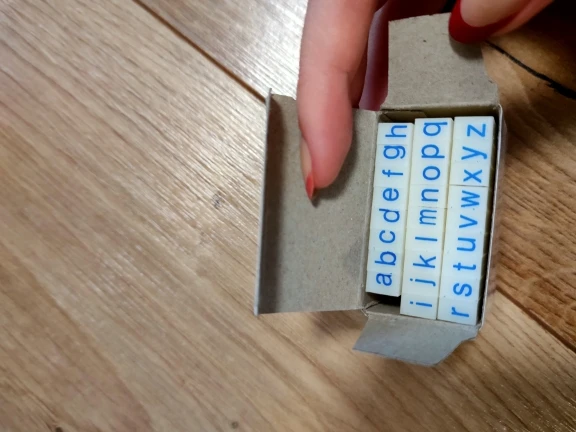 abcdefgh
ijklmnopq
rstuvwxyz